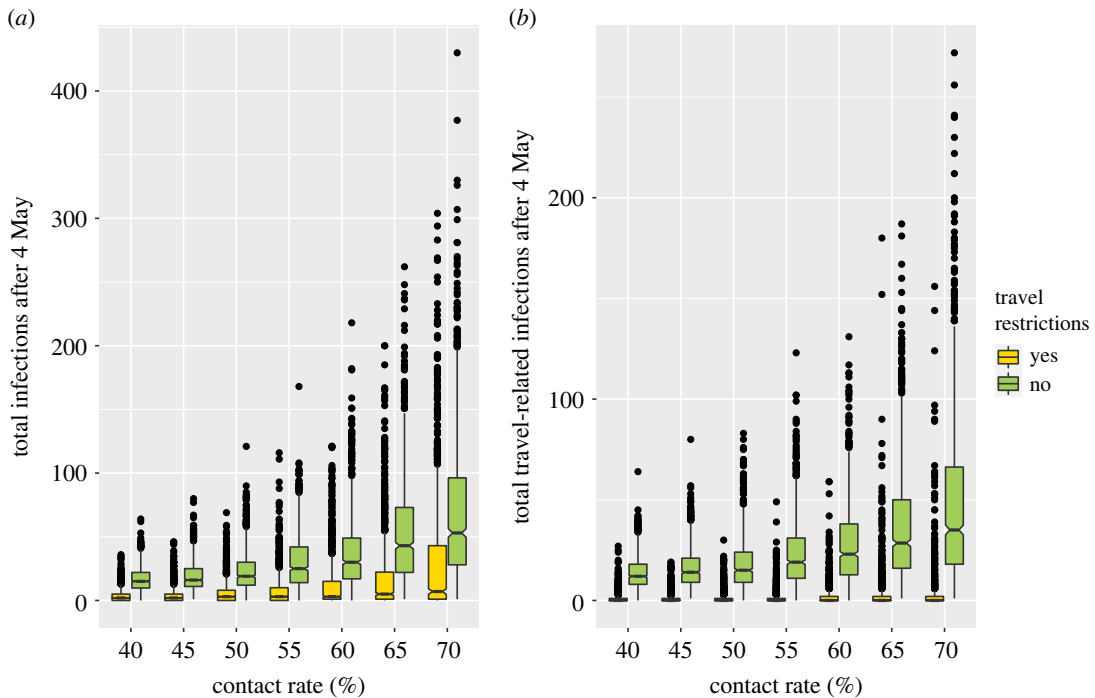 (a)
total infections after 4 May
400
300
200
100
0
40 45 50 55 60 65 70
contact rate (%)
(b)
total travel-related infections after 4 May
200
100
0
40 45 50 55 60 65 70
contact rate (%)
travel
restrictions
yes
no